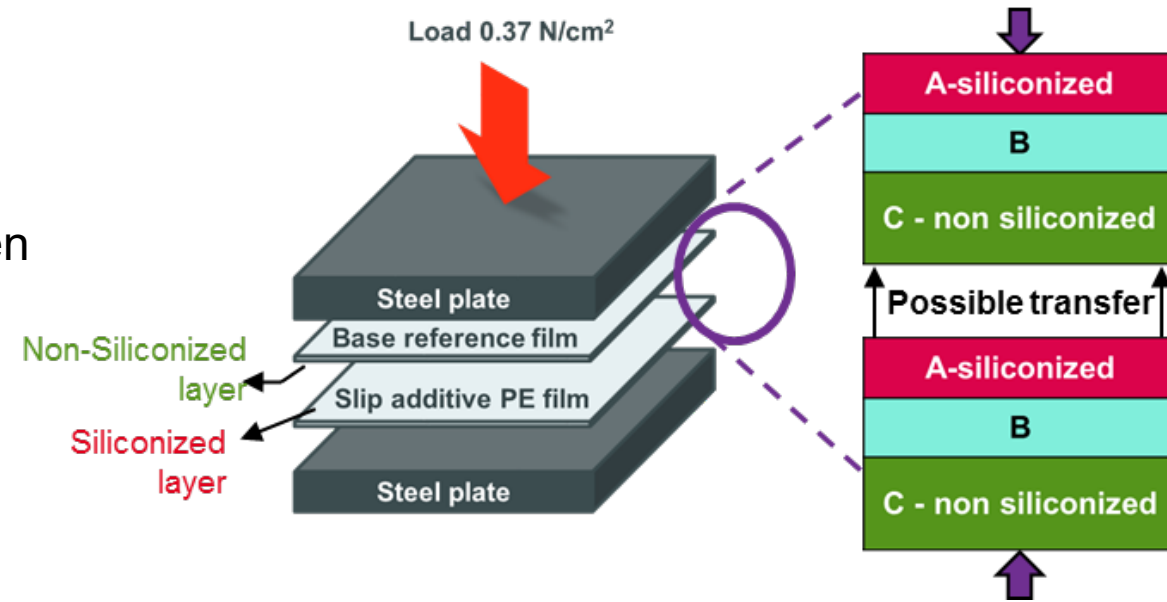 Load 0.37 N/cm²
en
Steel plate
Base reference film
Slip additive PE film
Steel plate
Non-Siliconized
layer
Siliconized
layer
A-siliconized
B
C - non siliconized
Possible transfer
A-siliconized
B
C - non siliconized